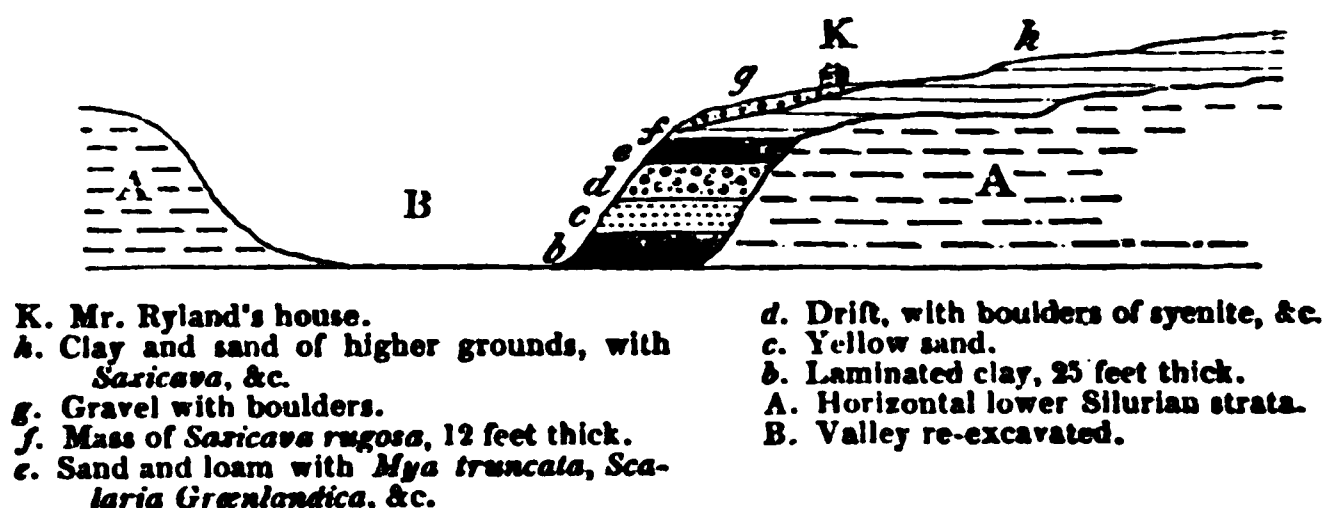 K
h
g
f
e
d
c
b
A
B
A
K. Mr. Ryland's house.
h. Clay and sand of higher grounds, with
Saxicava, &c.
g. Gravel with boulders.
f. Mass of Saxicava rugosa, 12 feet thick.
e. Sand and loam with Mya truncata, Sca-
laria Grœnlandica, &c.
d. Drift, with boulders of syenite, &c.
c. Yellow sand.
b. Laminated clay, 25 feet thick.
A. Horizontal lower Silurian strata.
B. Valley re-excavated.